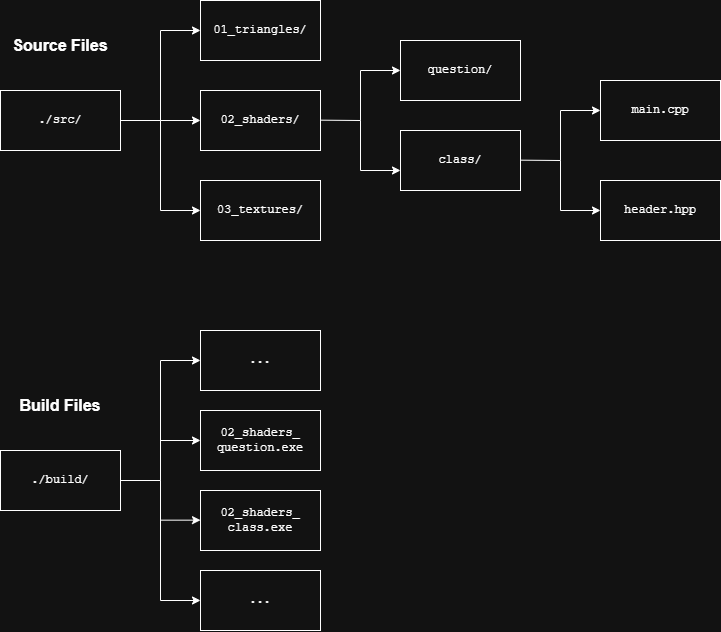 Source Files
./src/
01_triangles/
02_shaders/
03_textures/
question/
class/
main.cpp
header.hpp
Build Files
./build/
...
02_shaders_
question.exe
02_shaders_
class.exe
...